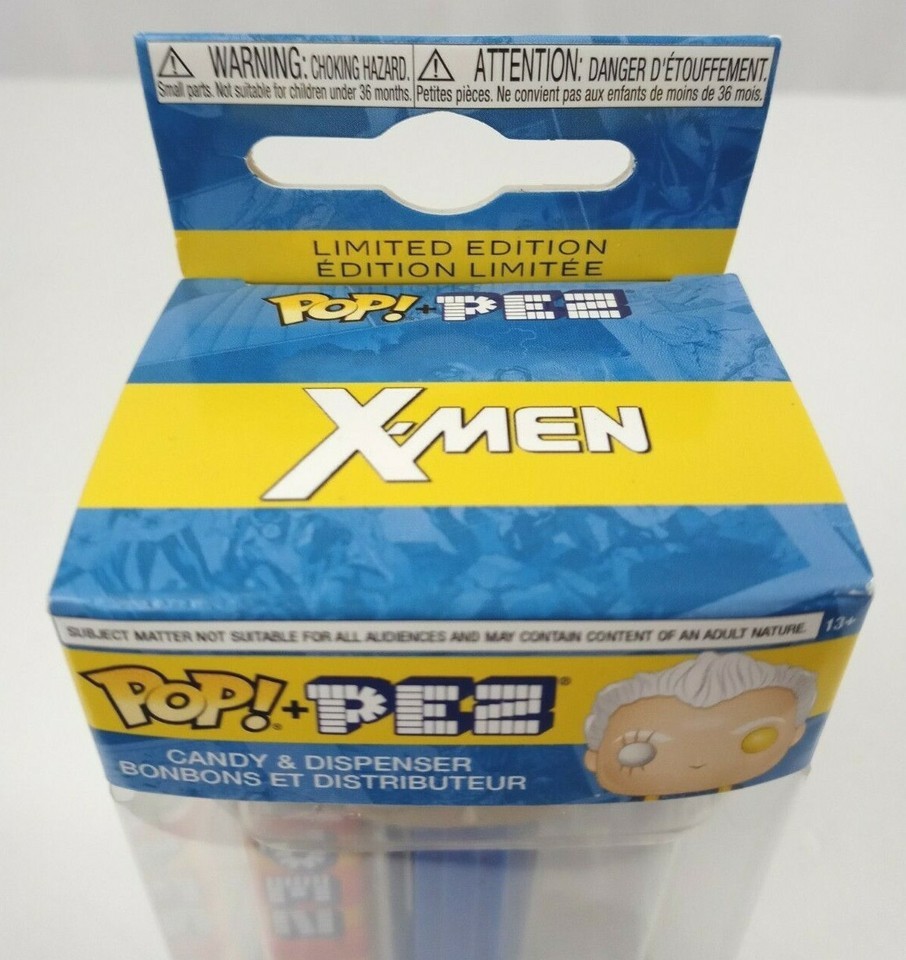 WARNING: CHOKING HAZARD.
Small parts. Not suitable for children under 36 months.
ATTENTION: DANGER D'ÉTOUFFEMENT.
Petites pièces. Ne convient pas aux enfants de moins de 36 mois.
LIMITED EDITION
ÉDITION LIMITÉE
POP! + PEZ
X-MEN
SUBJECT MATTER NOT SUITABLE FOR ALL AUDIENCES AND MAY CONTAIN CONTENT OF AN ADULT NATURE.
13+
POP!® + PEZ®
CANDY & DISPENSER
BONBONS ET DISTRIBUTEUR
PEZ